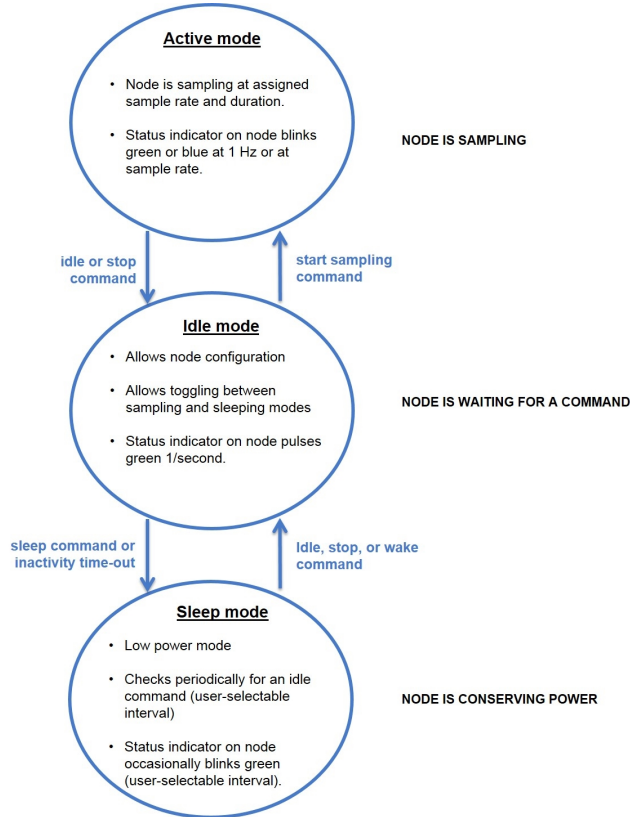 Active mode
• Node is sampling at assigned
sample rate and duration.
• Status indicator on node blinks
green or blue at 1 Hz or at
sample rate.
NODE IS SAMPLING
idle or stop
command
start sampling
command
Idle mode
• Allows node configuration
• Allows toggling between
sampling and sleeping modes
• Status indicator on node pulses
green 1/second.
NODE IS WAITING FOR A COMMAND
sleep command or
inactivity time-out
Idle, stop, or wake
command
Sleep mode
• Low power mode
• Checks periodically for an idle
command (user-selectable
interval)
• Status indicator on node
occasionally blinks green
(user-selectable interval).
NODE IS CONSERVING POWER